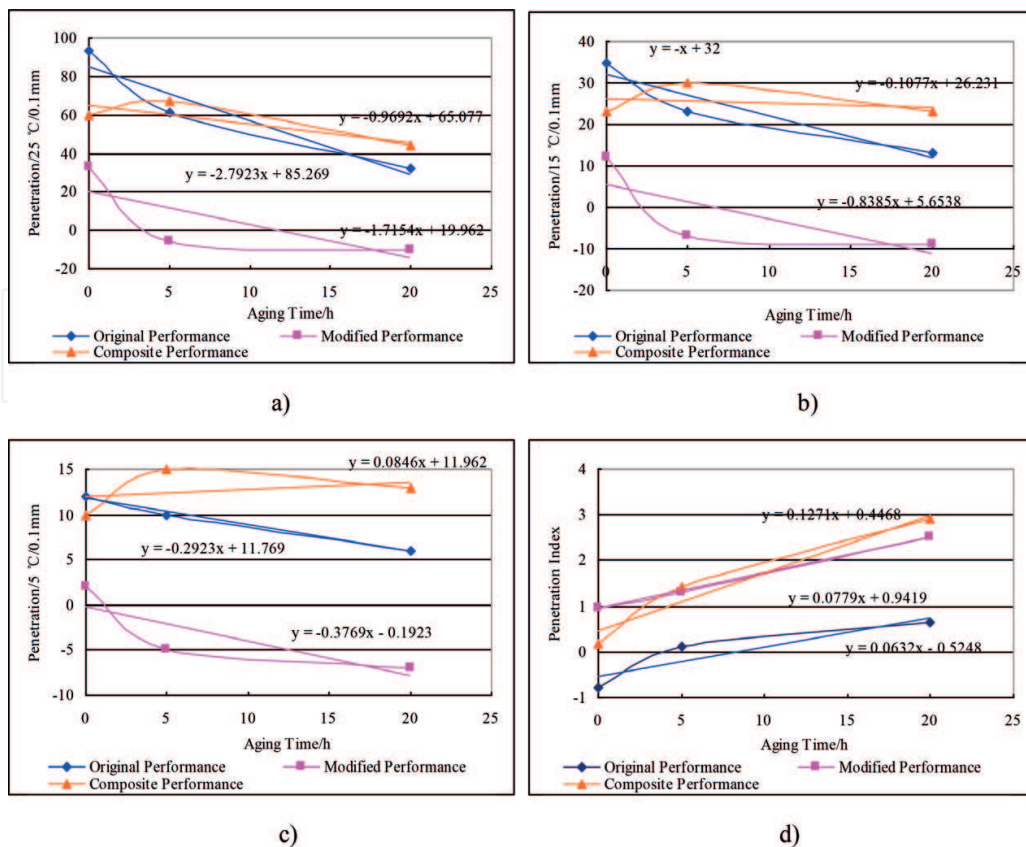 100
80
60
40
20
0
-20
0 5 10 15 20 25
Penetration/25 ℃/0.1mm
y = -0.9692x + 65.077
y = -2.7923x + 85.269
y = -1.7154x + 19.962
Aging Time/h
Original Performance Modified Performance
Composite Performance
a)
40
30
20
10
0
-10
-20
0 5 10 15 20 25
Penetration/15 ℃/0.1mm
y = -x + 32
y = -0.1077x + 26.231
y = -0.8385x + 5.6538
Aging Time/h
Original Performance Modified Performance
Composite Performance
b)
15
10
5
0
-5
-10
0 5 10 15 20 25
Penetration/5 ℃/0.1mm
y = 0.0846x + 11.962
y = -0.2923x + 11.769
y = -0.3769x - 0.1923
Aging Time/h
Original Performance Modified Performance
Composite Performance
c)
4
3
2
1
0
-1
0 5 10 15 20 25
Penetration Index
y = 0.1271x + 0.4468
y = 0.0779x + 0.9419
y = 0.0632x - 0.5248
Aging Time/h
Original Performance Modified Performance
Composite Performance
d)